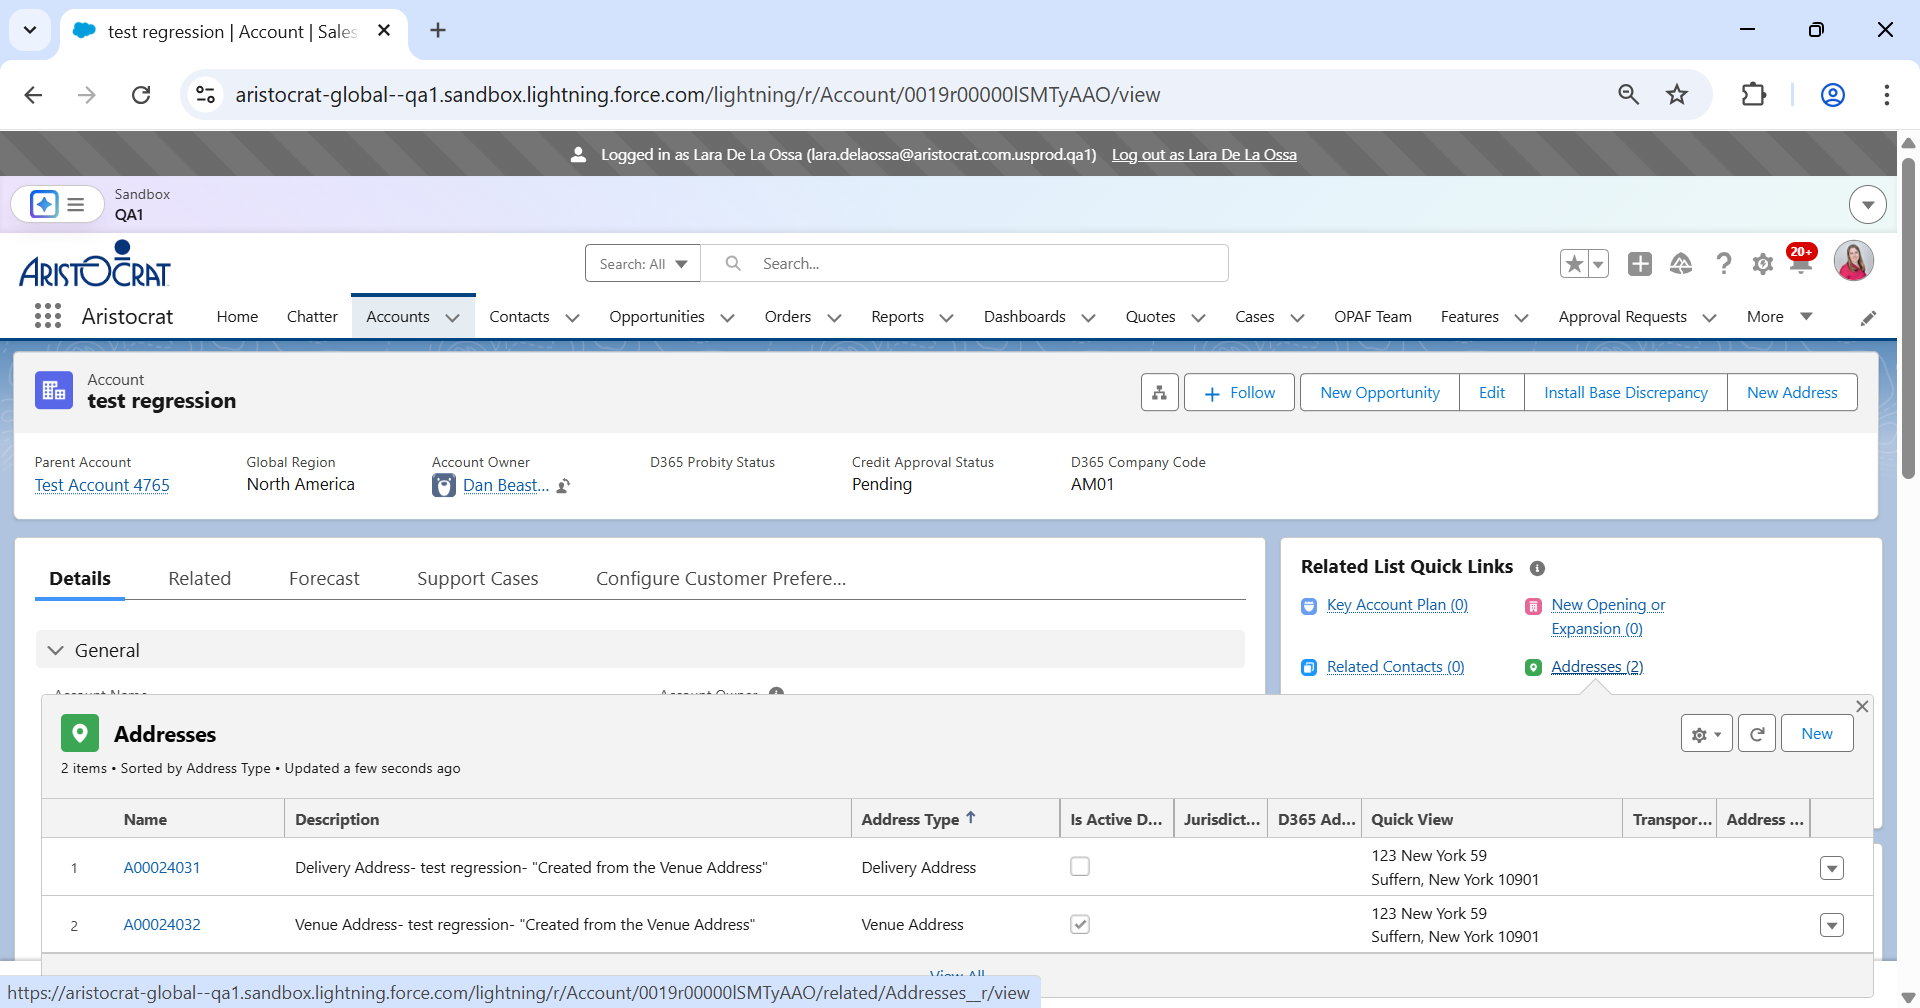 test regression | Account | Sales
aristocrat-global--qa1.sandbox.lightning.force.com/lightning/r/Account/0019r00000lSMTyAAO/view
Logged in as Lara De La Ossa (lara.delaossa@aristocrat.com.usprod.qa1) Log out as Lara De La Ossa
Sandbox
QA1
ARISTOCRAT
Search: All
Search...
20+
Aristocrat
Home
Chatter
Accounts
Contacts
Opportunities
Orders
Reports
Dashboards
Quotes
Cases
OPAF Team
Features
Approval Requests
More
Account
test regression
Follow
New Opportunity
Edit
Install Base Discrepancy
New Address
Parent Account
Test Account 4765
Global Region
North America
Account Owner
Dan Beast...
D365 Probity Status
Credit Approval Status
Pending
D365 Company Code
AM01
Details
Related
Forecast
Support Cases
Configure Customer Prefere...
General
Account Name
Account Owner
Related List Quick Links
Key Account Plan (0)
New Opening or
Expansion (0)
Related Contacts (0)
Addresses (2)
Addresses
2 items • Sorted by Address Type • Updated a few seconds ago
New
Name
Description
Address Type
Is Active D...
Jurisdict...
D365 Ad...
Quick View
Transpor...
Address ...
1
A00024031
Delivery Address- test regression- "Created from the Venue Address"
Delivery Address
123 New York 59
Suffern, New York 10901
2
A00024032
Venue Address- test regression- "Created from the Venue Address"
Venue Address
123 New York 59
Suffern, New York 10901
View All
https://aristocrat-global--qa1.sandbox.lightning.force.com/lightning/r/Account/0019r00000lSMTyAAO/related/Addresses__r/view